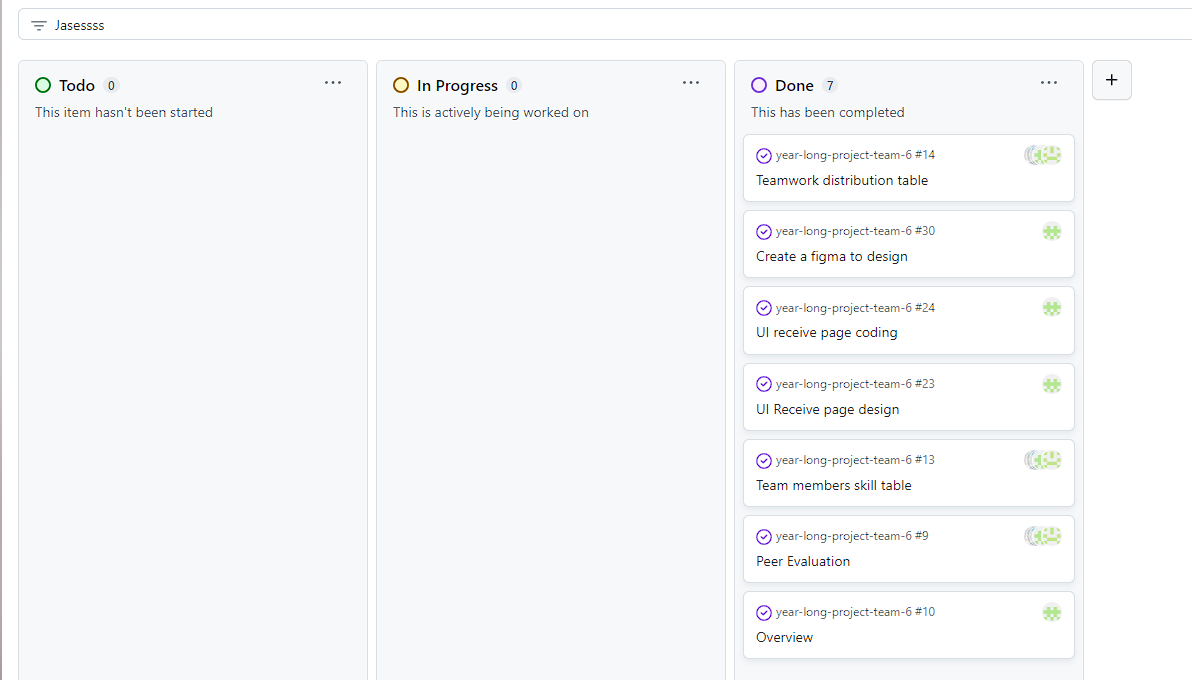 Jasessss
Todo 0
This item hasn't been started
In Progress 0
This is actively being worked on
Done 7
This has been completed
year-long-project-team-6 #14
Teamwork distribution table
year-long-project-team-6 #30
Create a figma to design
year-long-project-team-6 #24
UI receive page coding
year-long-project-team-6 #23
UI Receive page design
year-long-project-team-6 #13
Team members skill table
year-long-project-team-6 #9
Peer Evaluation
year-long-project-team-6 #10
Overview